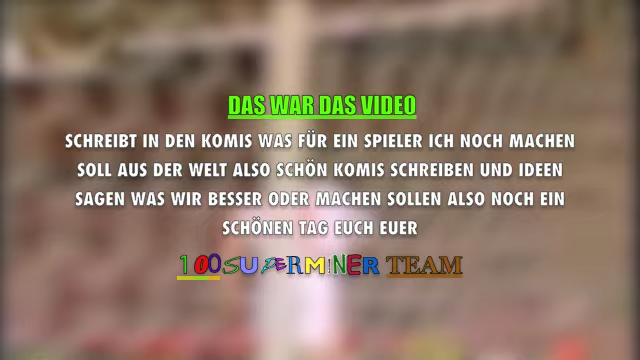 DAS WAR DAS VIDEO
SCHREIBT IN DEN KOMIS WAS FÜR EIN SPIELER ICH NOCH MACHEN
SOLL AUS DER WELT ALSO SCHÖN KOMIS SCHREIBEN UND IDEEN
SAGEN WAS WIR BESSER ODER MACHEN SOLLEN ALSO NOCH EIN
SCHÖNEN TAG EUCH EUER
100SUPERMINER TEAM